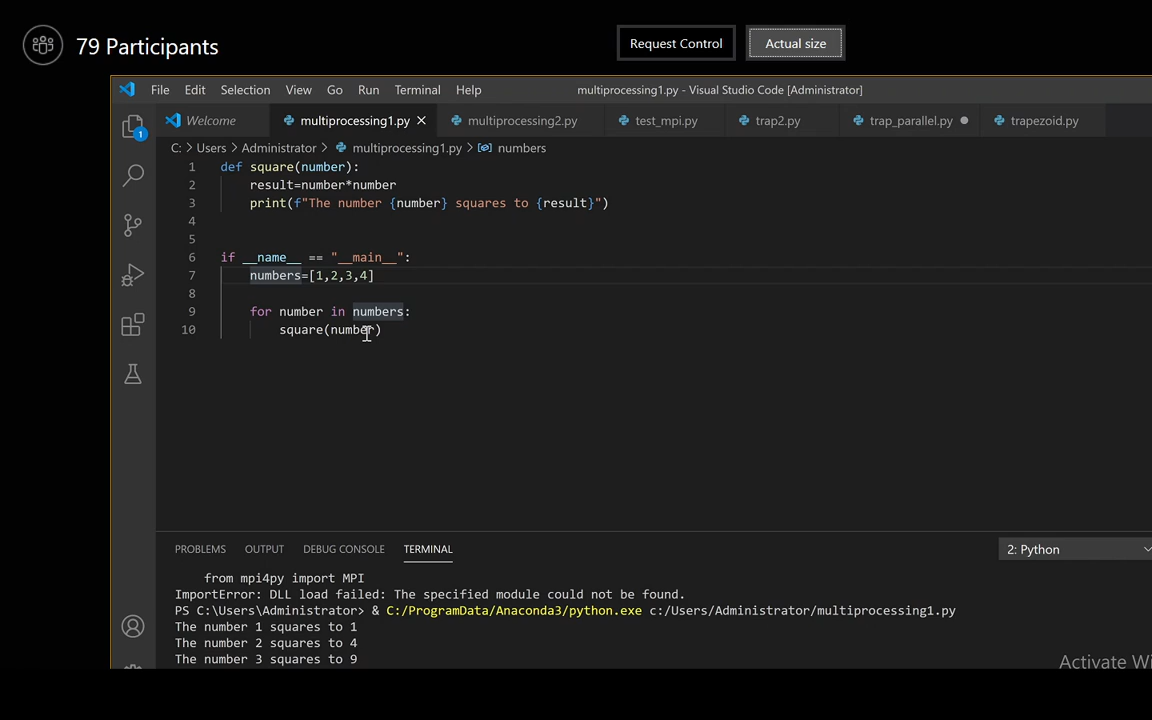 79 Participants
Request Control
Actual size
File Edit Selection View Go Run Terminal Help
multiprocessing1.py - Visual Studio Code [Administrator]
Welcome
multiprocessing1.py
multiprocessing2.py
test_mpi.py
trap2.py
trap_parallel.py
trapezoid.py
C: > Users > Administrator > multiprocessing1.py > numbers
1
1 def square(number):
2 result=number*number
3 print(f"The number {number} squares to {result}")
4
5
6 if __name__ == "__main__":
7 numbers=[1,2,3,4]
8
9 for number in numbers:
10 square(number)
PROBLEMS OUTPUT DEBUG CONSOLE TERMINAL
2: Python
from mpi4py import MPI
ImportError: DLL load failed: The specified module could not be found.
PS C:\Users\Administrator> & C:/ProgramData/Anaconda3/python.exe c:/Users/Administrator/multiprocessing1.py
The number 1 squares to 1
The number 2 squares to 4
The number 3 squares to 9
Activate Wi